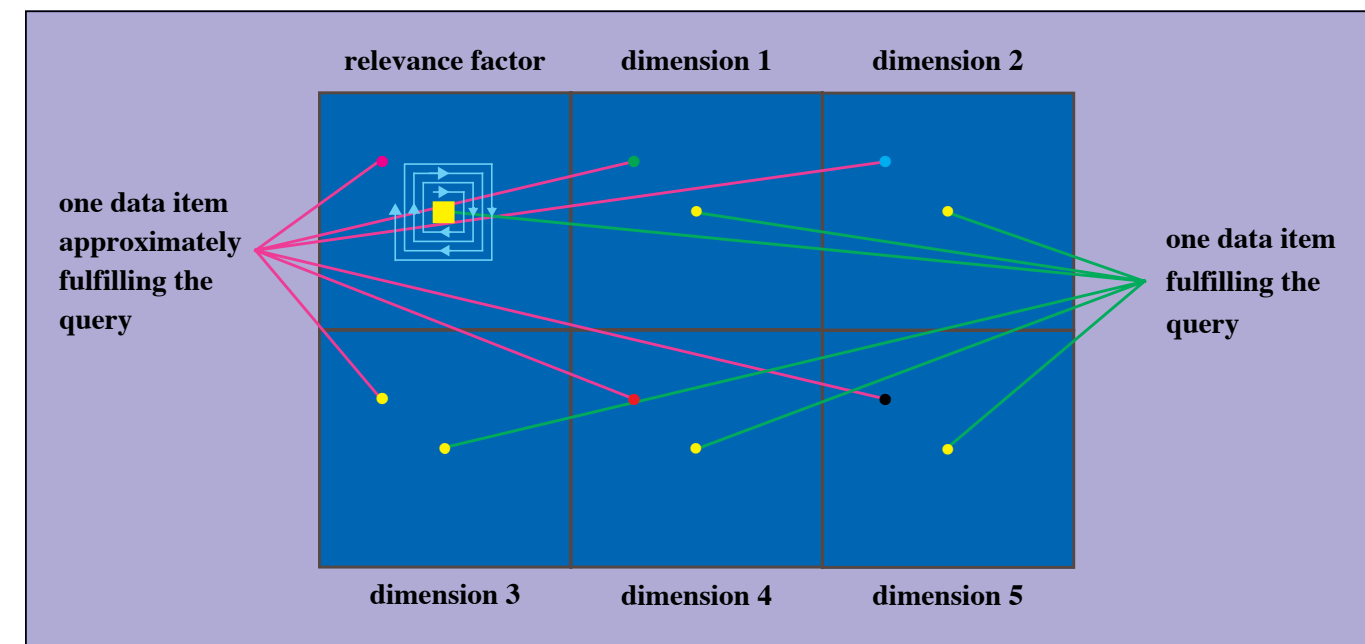 relevance factor
dimension 1
dimension 2
one data item
approximately
fulfilling the
query
one data item
fulfilling the
query
dimension 3
dimension 4
dimension 5